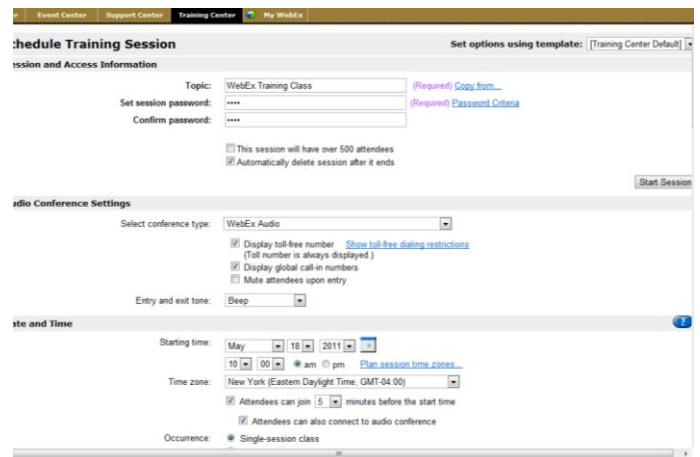 r Event Center Support Center Training Center My WebEx
chedule Training Session Set options using template: [Training Center Default]
ession and Access Information
Topic: WebEx Training Class (Required) Copy from...
Set session password: •••• (Required) Password Criteria
Confirm password: ••••
This session will have over 500 attendees
Automatically delete session after it ends
Start Session
udio Conference Settings
Select conference type: WebEx Audio
Display toll-free number Show toll-free dialing restrictions
(Toll number is always displayed.)
Display global call-in numbers
Mute attendees upon entry
Entry and exit tone: Beep
ate and Time ?
Starting time: May 18 2011
10 00 am pm Plan session time zones...
Time zone: New York (Eastern Daylight Time, GMT-04:00)
Attendees can join 5 minutes before the start time
Attendees can also connect to audio conference
Occurrence: Single-session class